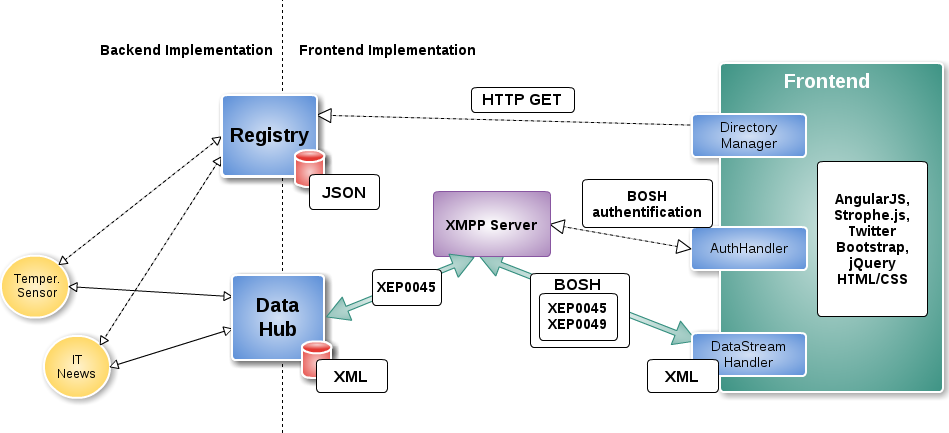 Backend Implementation
Frontend Implementation
Frontend
HTTP GET
Registry
Directory
Manager
JSON
BOSH
authentification
AngularJS,
Strophe.js,
Twitter
Bootstrap,
jQuery
HTML/CSS
XMPP Server
AuthHandler
Temper.
Sensor
XEP0045
Data
Hub
BOSH
XEP0045
XEP0049
DataStream
Handler
IT
Neews
XML
XML